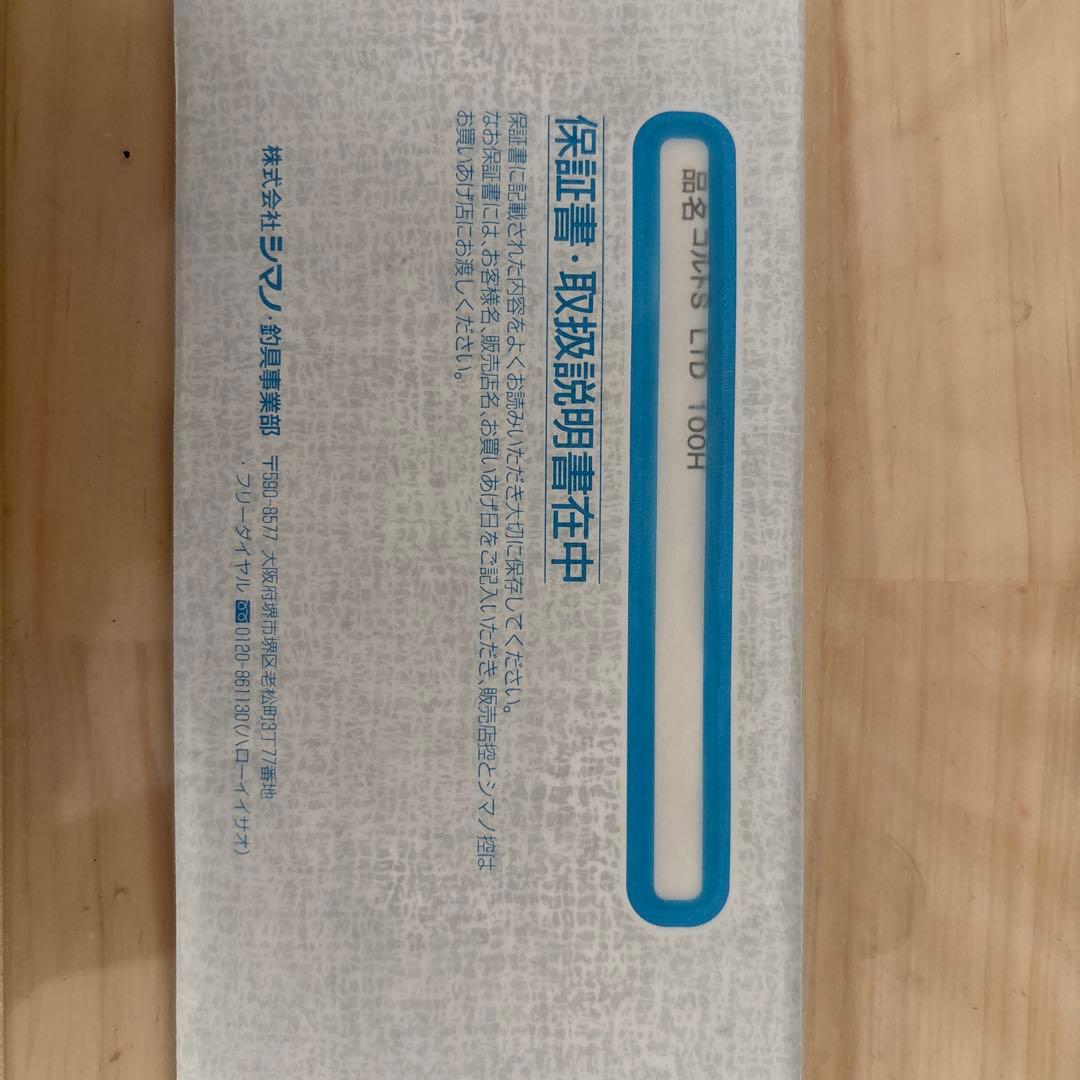 品名 コルトS LTD 100H
保証書・取扱説明書在中
保証書に記載された内容をよくお読みいただき大切に保存してください。
なお保証書には、お客様名、販売店名、お買いあげ日をご記入いただき、販売店控とシマノ控は
お買いあげ店にお渡しください。
株式会社シマノ・釣具事業部 〒590-8577 大阪府堺市堺区老松町3丁77番地
・フリーダイヤル 0120-861130(ハローイイサオ)